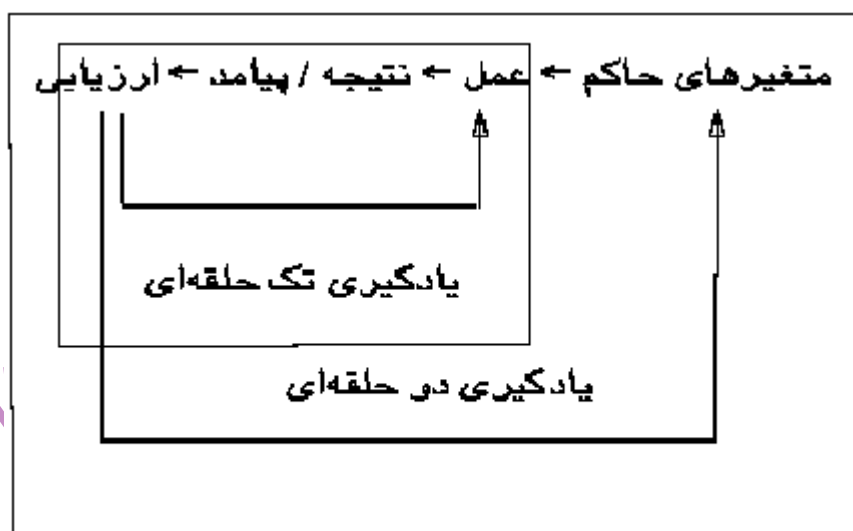 متغیرهای حاکم ← عمل ← نتیجه / پیامد ← ارزیابی
یادگیری تک حلقه‌ای
یادگیری دو حلقه‌ای